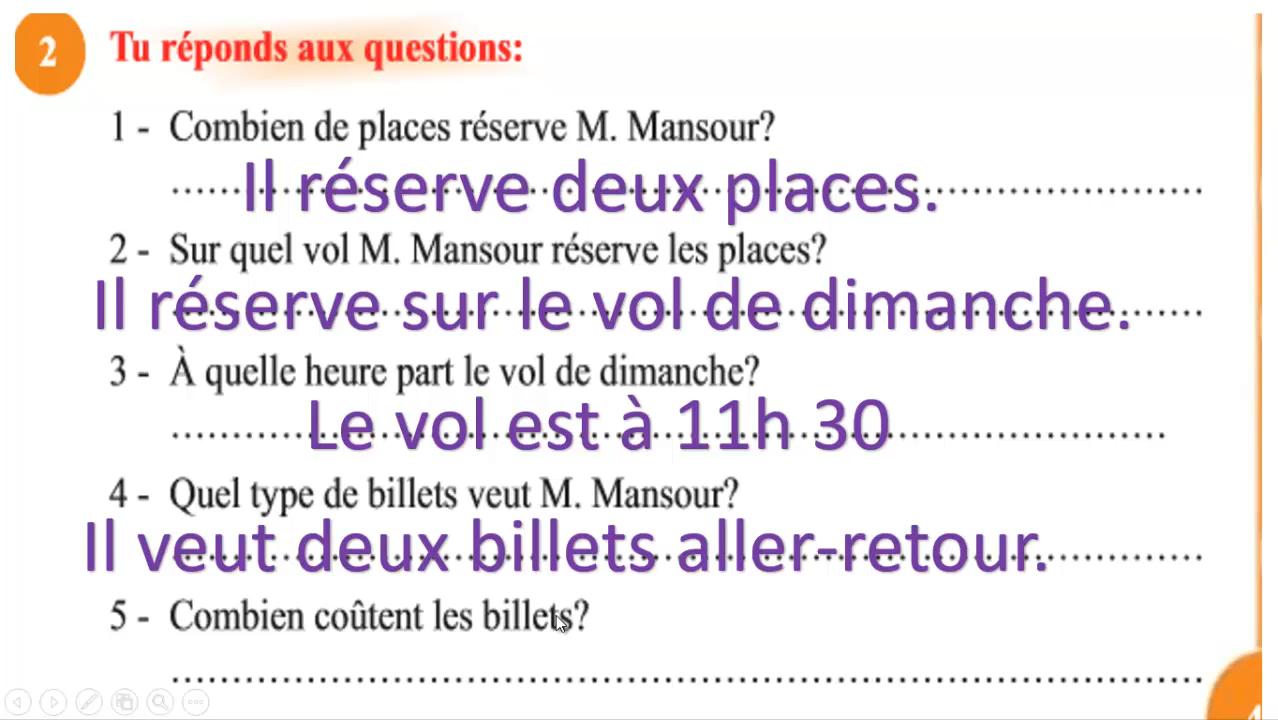 2 Tu réponds aux questions:
1 - Combien de places réserve M. Mansour?
Il réserve deux places.
2 - Sur quel vol M. Mansour réserve les places?
Il réserve sur le vol de dimanche.
3 - À quelle heure part le vol de dimanche?
Le vol est à 11h 30
4 - Quel type de billets veut M. Mansour?
Il veut deux billets aller-retour.
5 - Combien coûtent les billets?